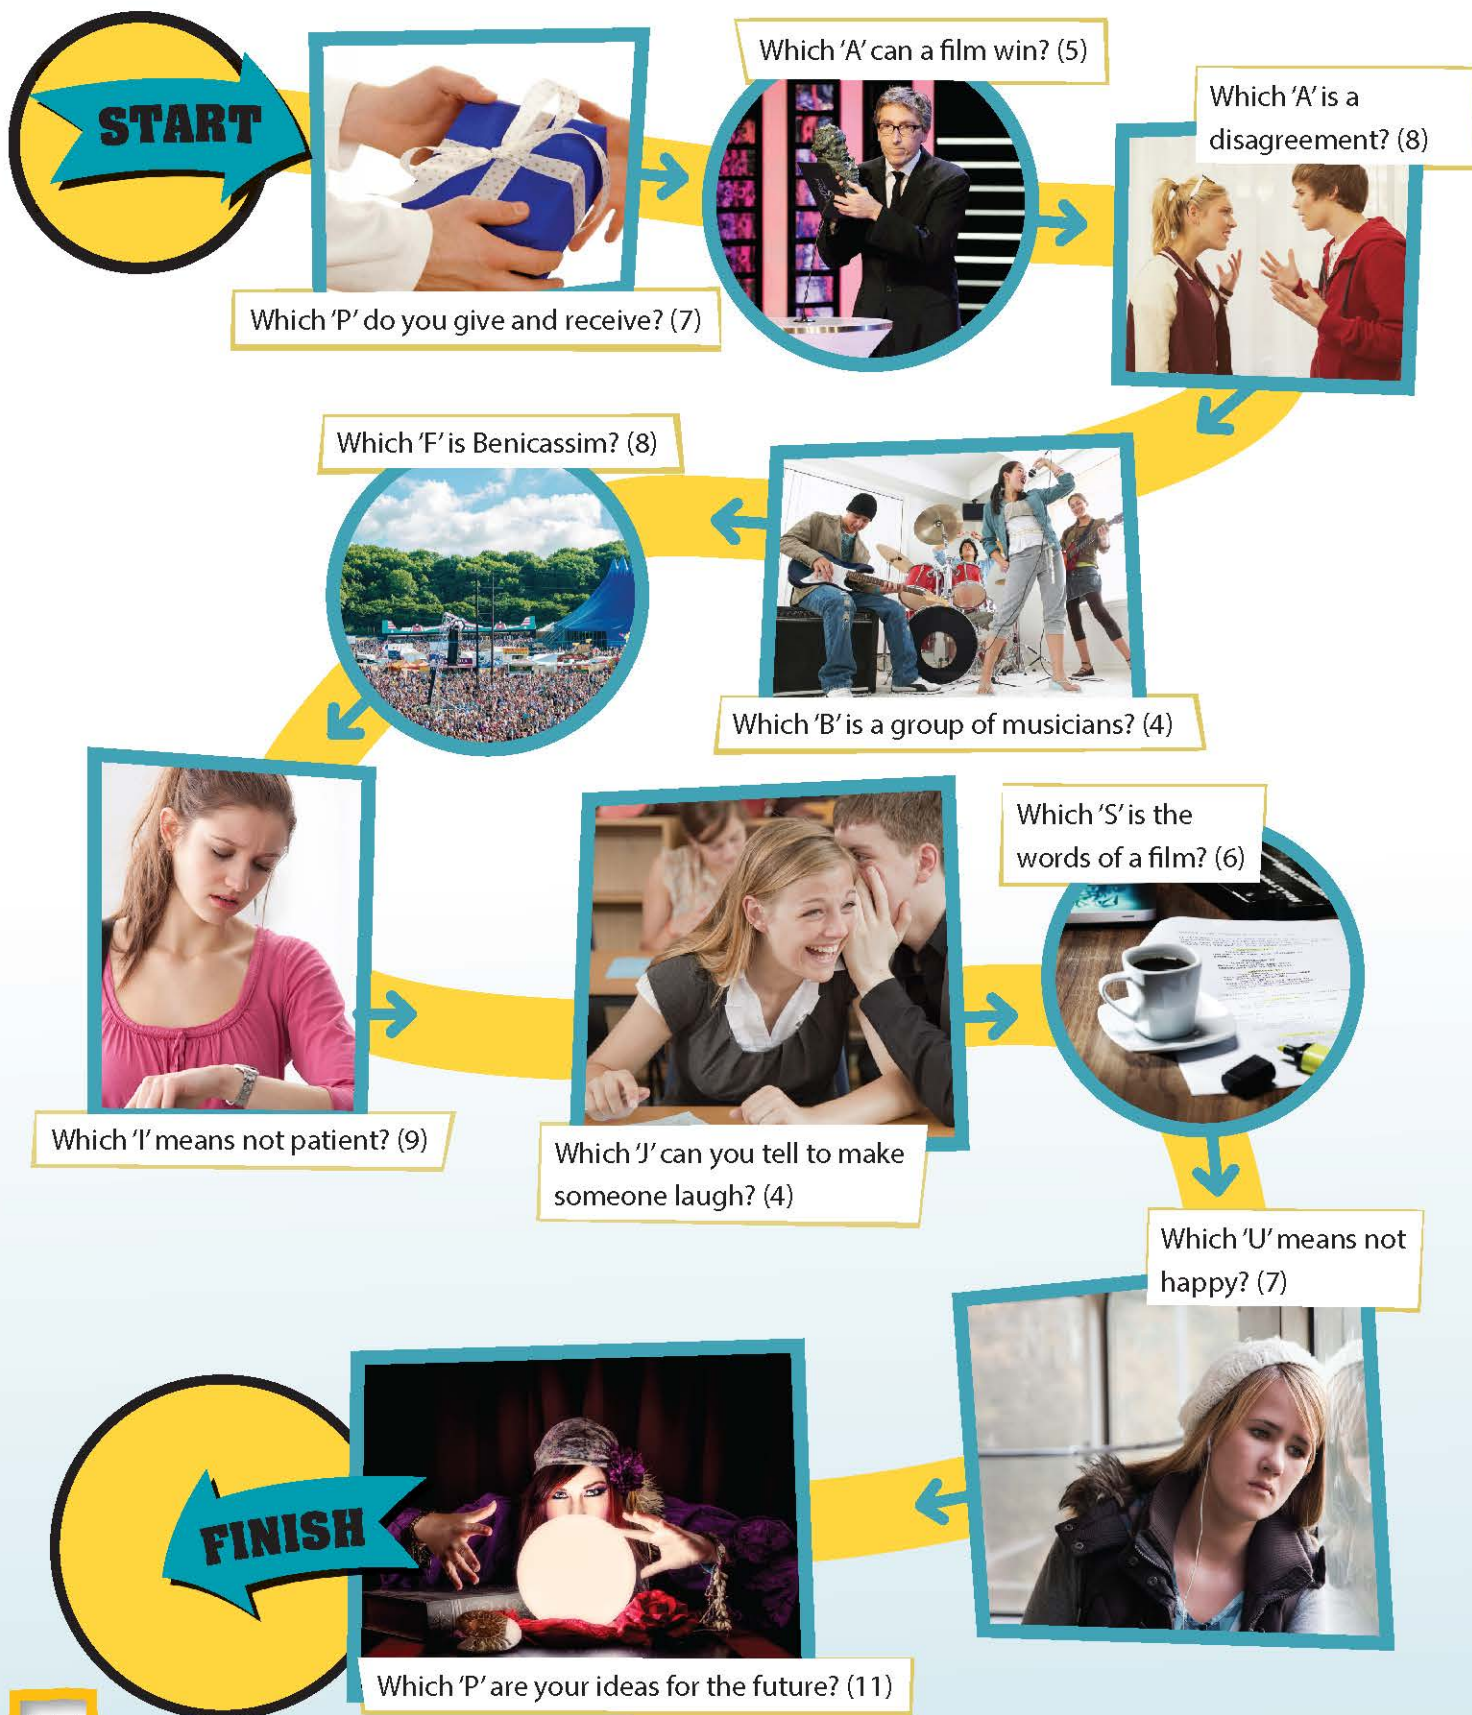 START
Which 'P' do you give and receive? (7)
Which 'A' can a film win? (5)
Which 'A' is a
disagreement? (8)
Which 'B' is a group of musicians? (4)
Which 'F' is Benicassim? (8)
Which 'I' means not patient? (9)
Which 'J' can you tell to make
someone laugh? (4)
Which 'S' is the
words of a film? (6)
Which 'U' means not
happy? (7)
Which 'P' are your ideas for the future? (11)
FINISH